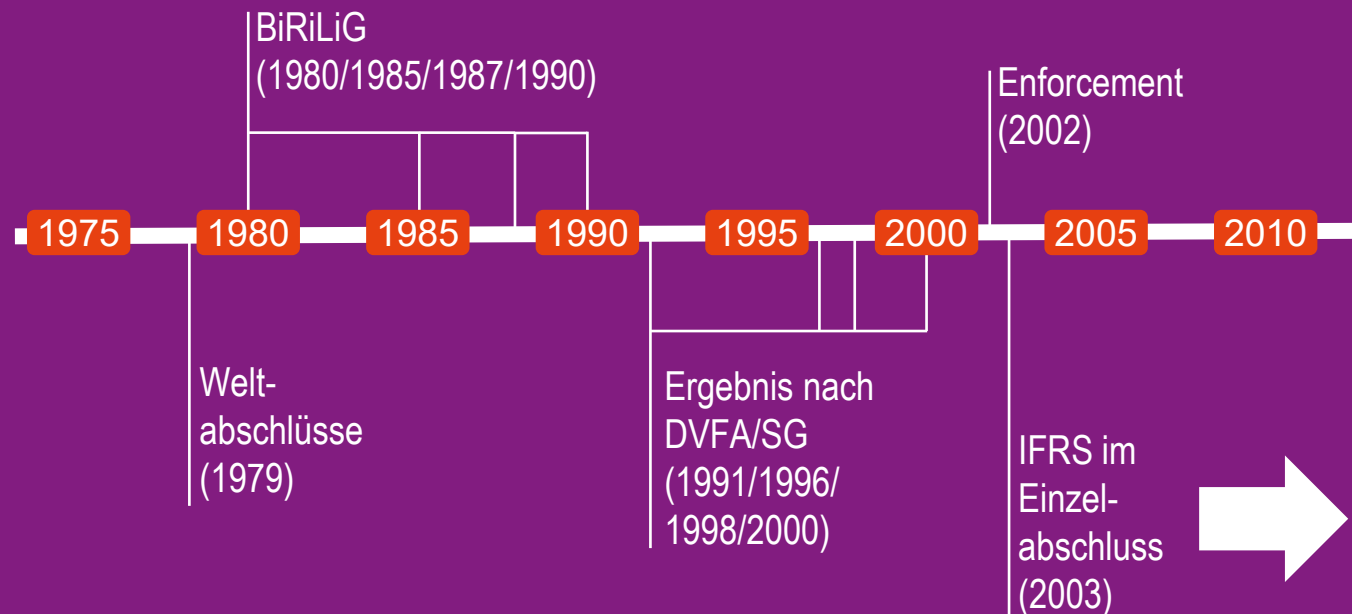 BiRiLiG
(1980/1985/1987/1990)
Enforcement
(2002)
1975
1980
1985
1990
1995
2000
2005
2010
Welt-
abschlüsse
(1979)
Ergebnis nach
DVFA/SG
(1991/1996/
1998/2000)
IFRS im
Einzel-
abschluss
(2003)